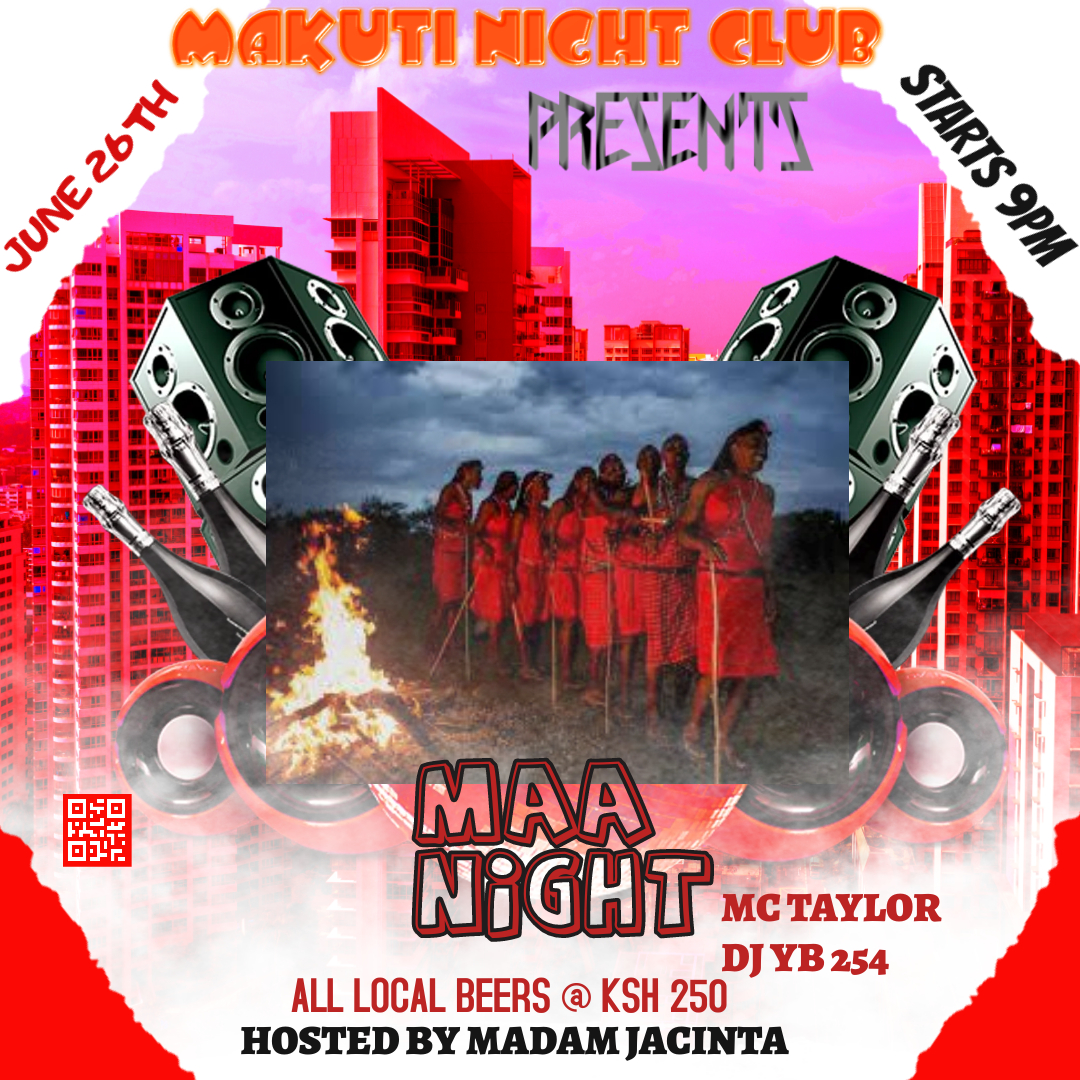 MAKUTI NIGHT CLUB
PRESENTS
JUNE 26TH
STARTS 9PM
MAA
NiGHT
MC TAYLOR
DJ YB 254
ALL LOCAL BEERS @ KSH 250
HOSTED BY MADAM JACINTA